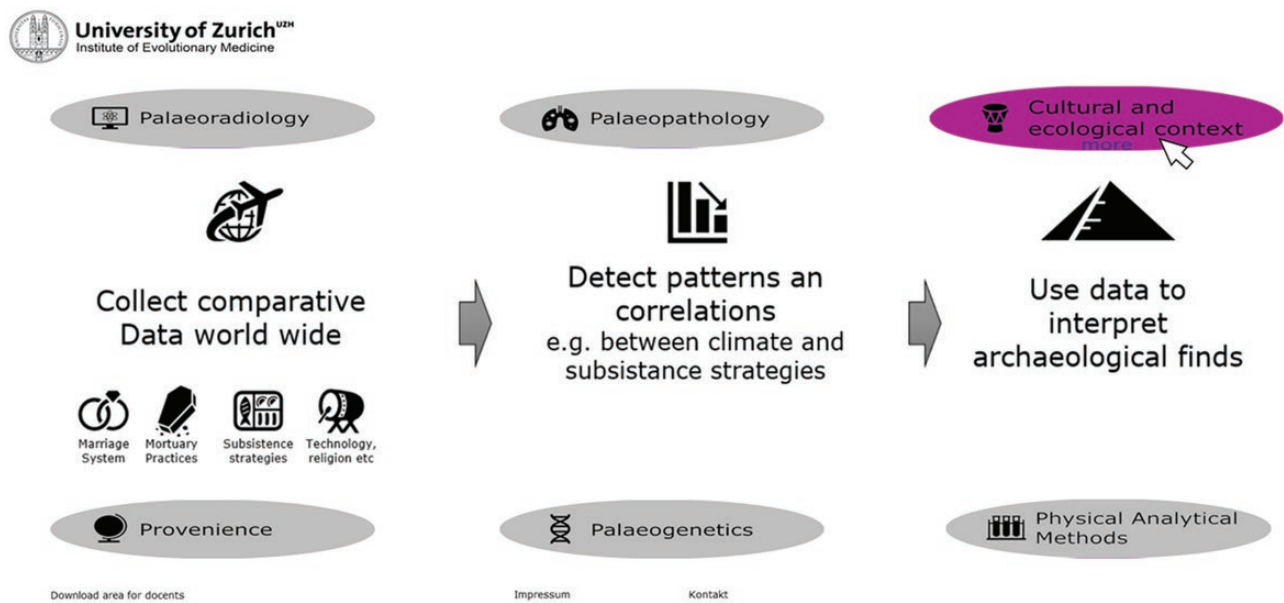 University of Zurich UZH
Institute of Evolutionary Medicine
Palaeoradiology
Palaeopathology
Cultural and
ecological context
more
Collect comparative
Data world wide
Detect patterns an
correlations
e.g. between climate and
subsistance strategies
Use data to
interpret
archaeological finds
Marriage
System
Mortuary
Practices
Subsistence
strategies
Technology,
religion etc
Provenience
Palaeogenetics
Physical Analytical
Methods
Download area for docents
Impressum
Kontakt